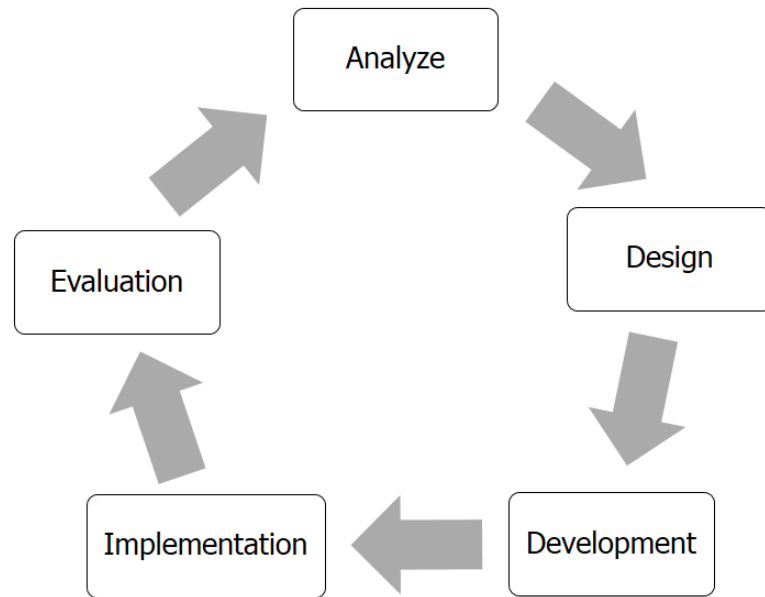 Analyze
Design
Development
Implementation
Evaluation